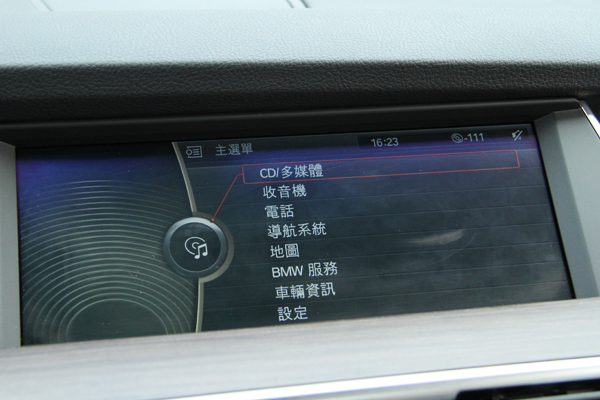 主選單 16:23 -111
CD/多媒體
收音機
電話
導航系統
地圖
BMW 服務
車輛資訊
設定